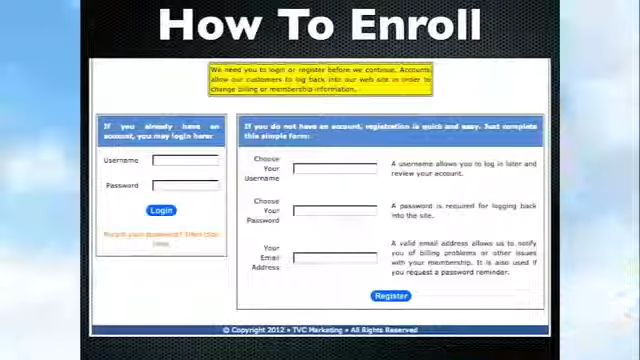 How To Enroll
We need you to login or register before we continue. Accounts
allow our customers to log back into our web site in order to
change billing or membership information.
If you already have an
account, you may login here:
Username
Password
Login
Forgot your password? Then click
here.
If you do not have an account, registration is quick and easy. Just complete
this simple form:
Choose
Your
Username
A username allows you to log in later and
review your account.
Choose
Your
Password
A password is required for logging back
into the site.
Your
Email
Address
A valid email address allows us to notify
you of billing problems or other issues
with your membership. It is also used if
you request a password reminder.
Register
© Copyright 2012 • TVC Marketing • All Rights Reserved